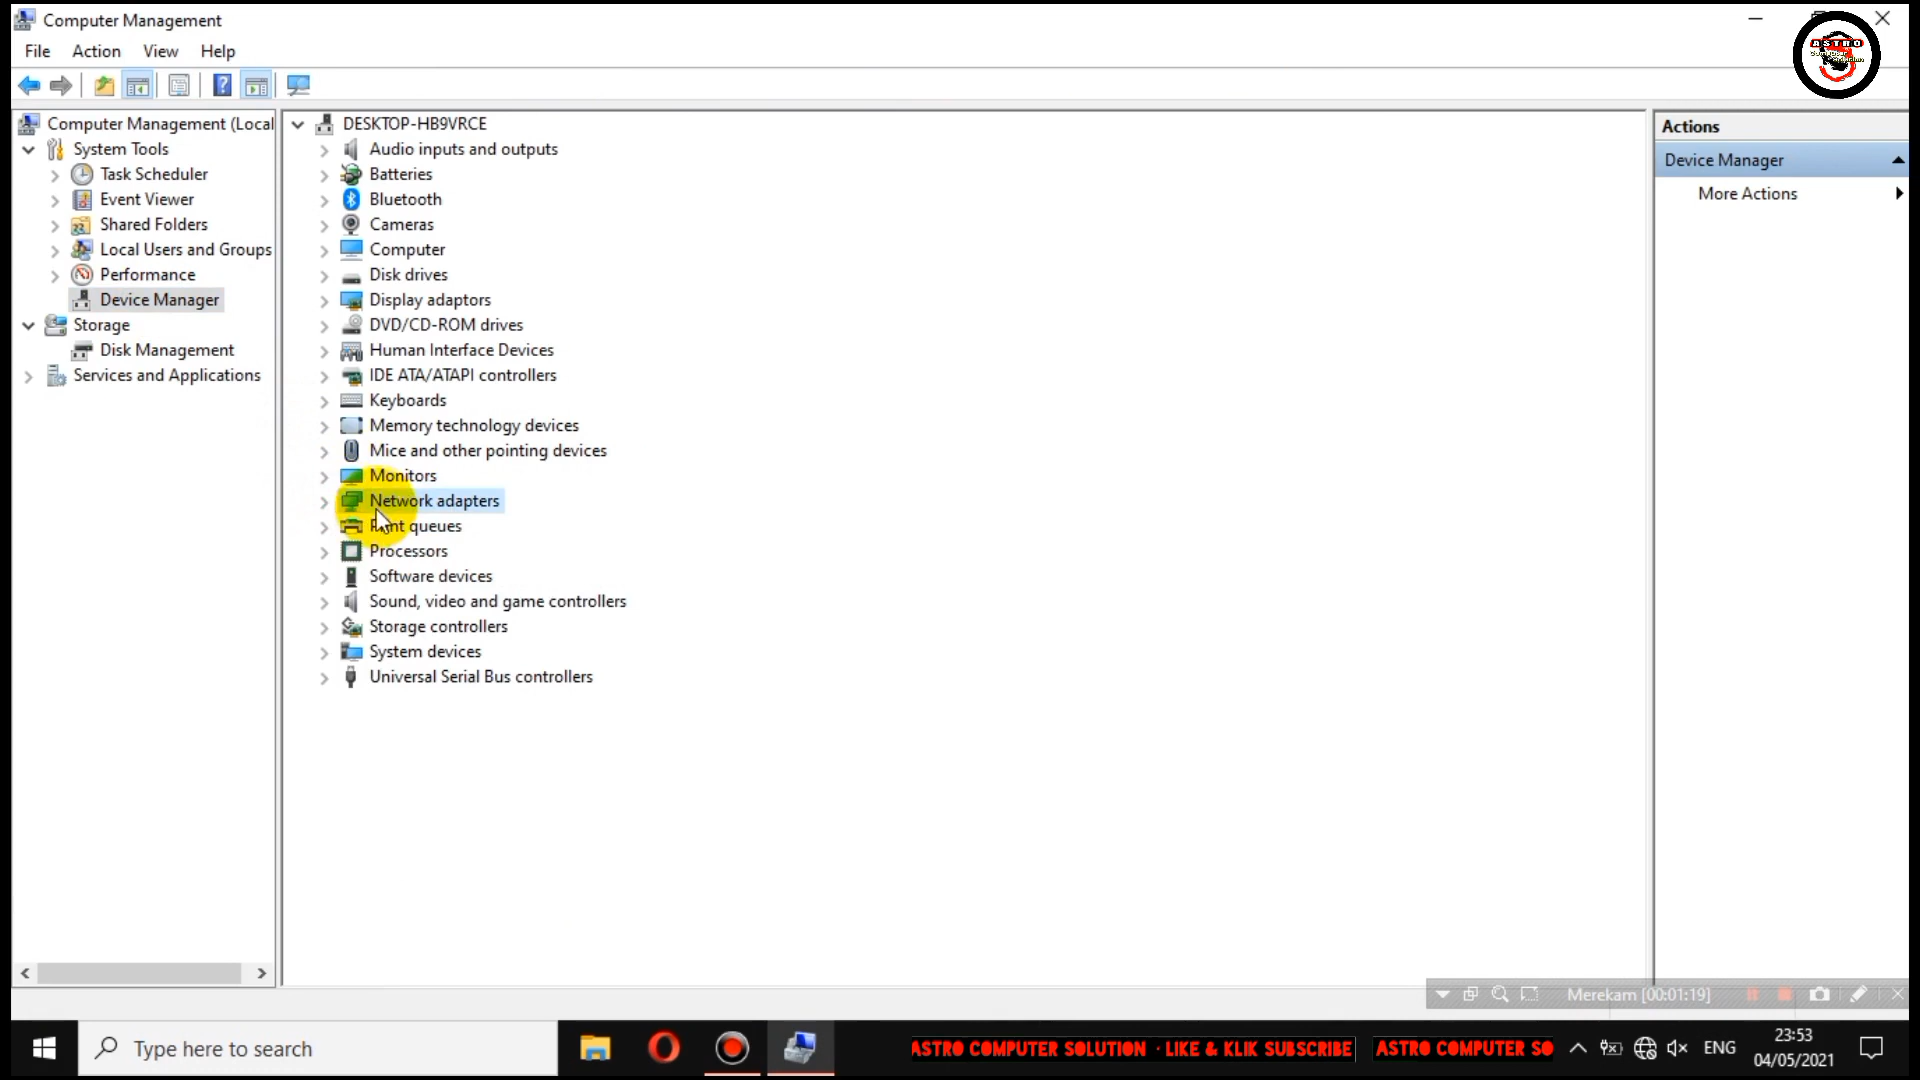 Computer Management
File Action View Help
ASTRO
Computer Management (Local
System Tools
Task Scheduler
Event Viewer
Shared Folders
Local Users and Groups
Performance
Device Manager
Storage
Disk Management
Services and Applications
DESKTOP-HB9VRCE
Audio inputs and outputs
Batteries
Bluetooth
Cameras
Computer
Disk drives
Display adaptors
DVD/CD-ROM drives
Human Interface Devices
IDE ATA/ATAPI controllers
Keyboards
Memory technology devices
Mice and other pointing devices
Monitors
Network adapters
Print queues
Processors
Software devices
Sound, video and game controllers
Storage controllers
System devices
Universal Serial Bus controllers
Actions
Device Manager
More Actions
Merekam [00:01:19]
Type here to search
ASTRO COMPUTER SOLUTION · LIKE & KLIK SUBSCRIBE
ASTRO COMPUTER SO
ENG
23:53
04/05/2021